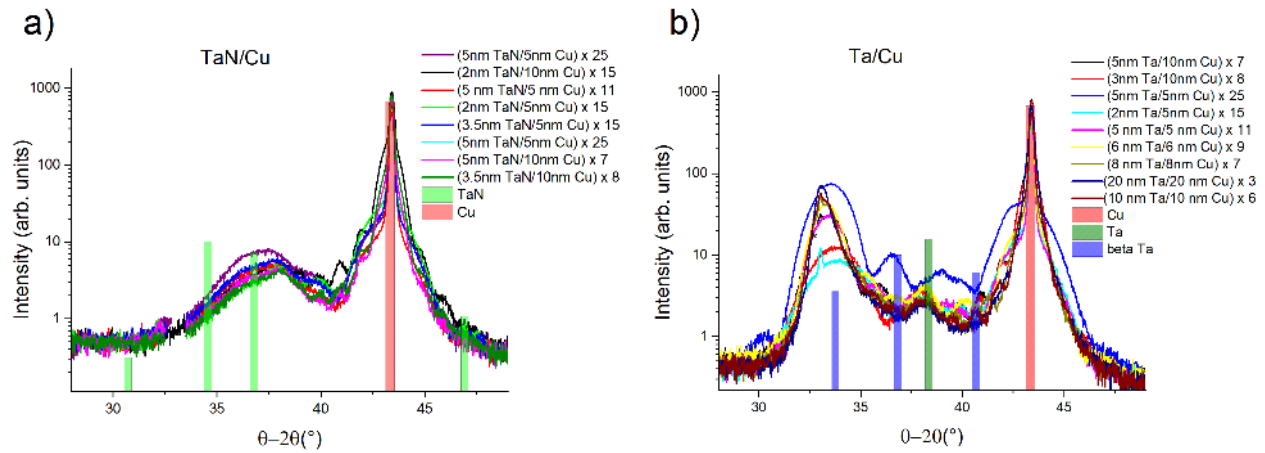 a)
TaN/Cu
(5nm TaN/5nm Cu) x 25
(2nm TaN/10nm Cu) x 15
(5 nm TaN/5 nm Cu) x 11
(2nm TaN/5nm Cu) x 15
(3.5nm TaN/5nm Cu) x 15
(5nm TaN/5nm Cu) x 25
(5nm TaN/10nm Cu) x 7
(3.5nm TaN/10nm Cu) x 8
TaN
Cu
Intensity (arb. units)
1000
100
10
1
30
35
40
45
θ–2θ(°)
b)
Ta/Cu
(5nm Ta/10nm Cu) x 7
(3nm Ta/10nm Cu) x 8
(5nm Ta/5nm Cu) x 25
(2nm Ta/5nm Cu) x 15
(5 nm Ta/5 nm Cu) x 11
(6 nm Ta/6 nm Cu) x 9
(8 nm Ta/8nm Cu) x 7
(20 nm Ta/20 nm Cu) x 3
(10 nm Ta/10 nm Cu) x 6
Cu
Ta
beta Ta
Intensity (arb. units)
1000
100
10
1
30
35
40
45
θ–2θ(°)